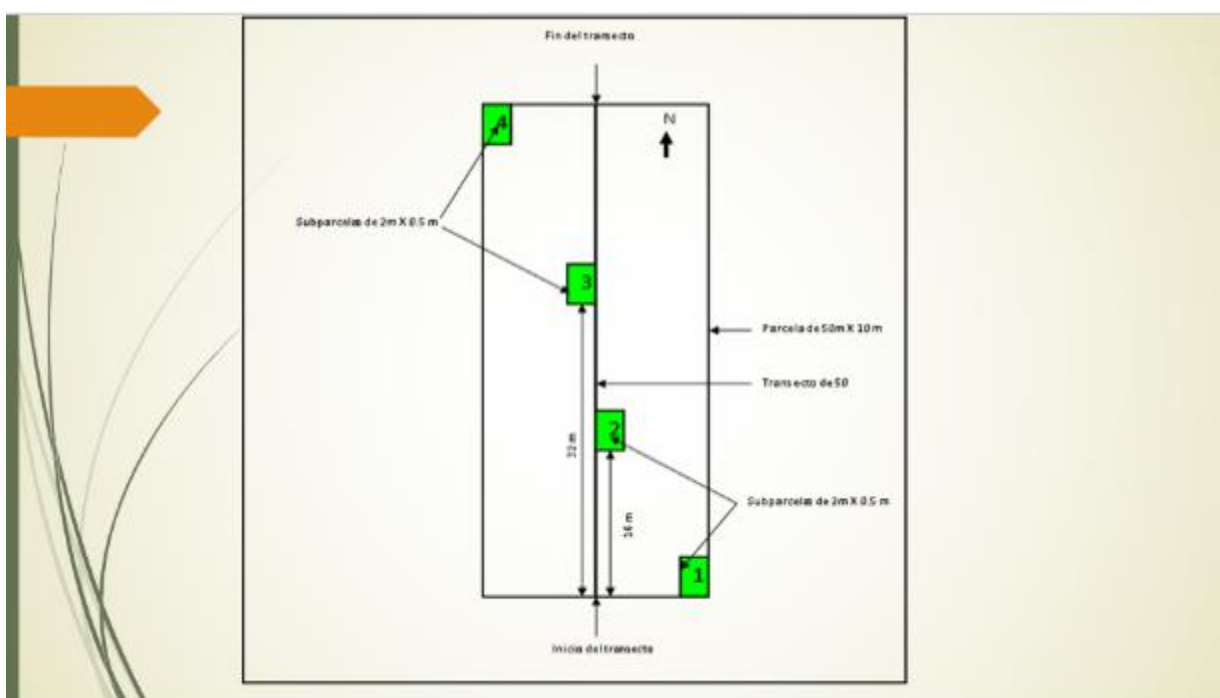 Fin del transecto
4
N
Subparcelas de 2m X 0.5 m
3
Parcela de 50m X 10 m
Transecto de 50
2
32 m
Subparcelas de 2m X 0.5 m
16 m
1
Inicio del transecto